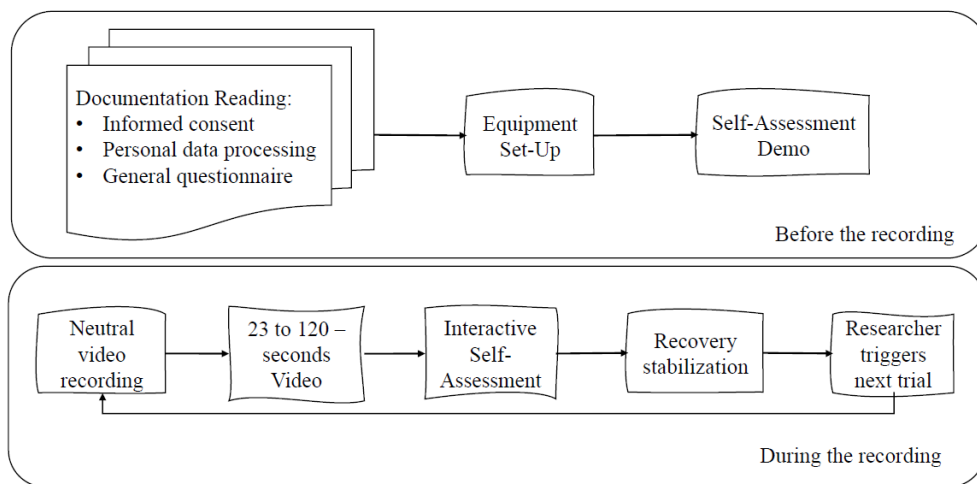 Documentation Reading:
• Informed consent
• Personal data processing
• General questionnaire
Equipment
Set-Up
Self-Assessment
Demo
Before the recording
Neutral
video
recording
23 to 120 –
seconds
Video
Interactive
Self-
Assessment
Recovery
stabilization
Researcher
triggers
next trial
During the recording